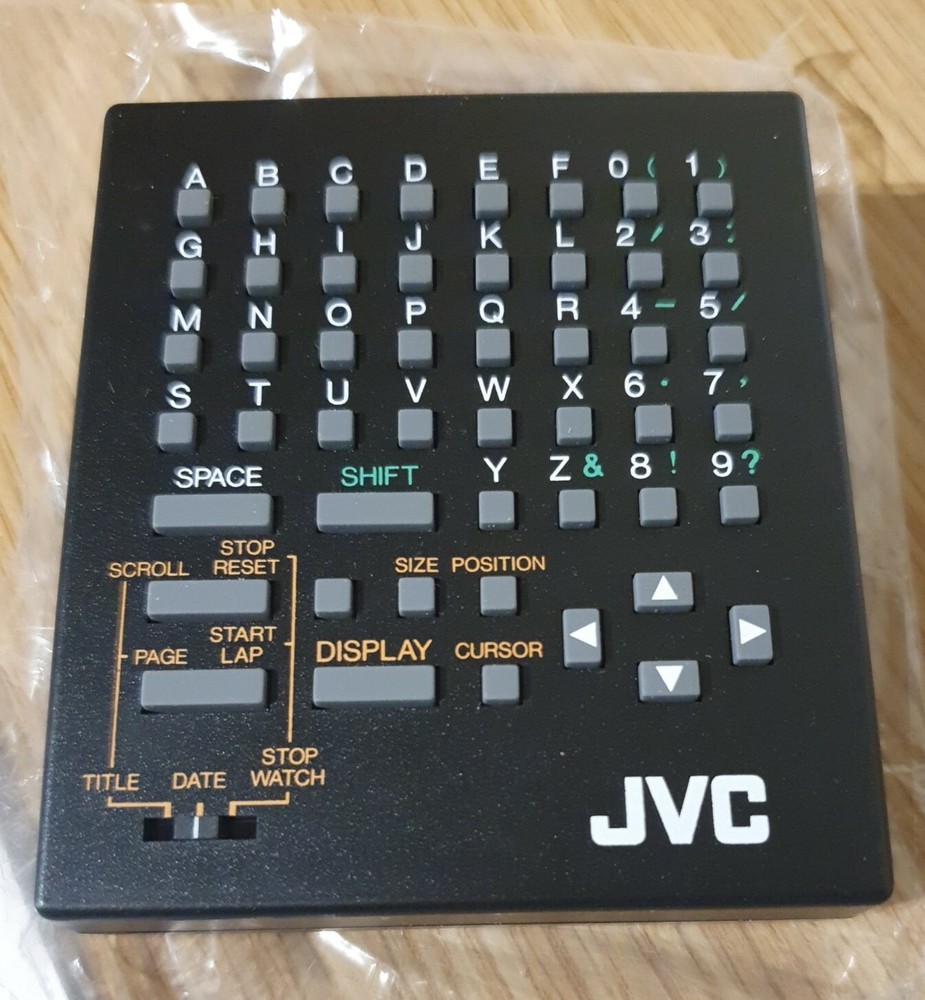 A B C D E F 0 ( 1 )
G H I J K L 2 ′ 3 :
M N O P Q R 4 – 5 /
S T U V W X 6 · 7 ,
SPACE SHIFT Y Z & 8 ! 9 ?
SCROLL STOP RESET SIZE POSITION
PAGE START LAP DISPLAY CURSOR
TITLE DATE STOP WATCH
JVC